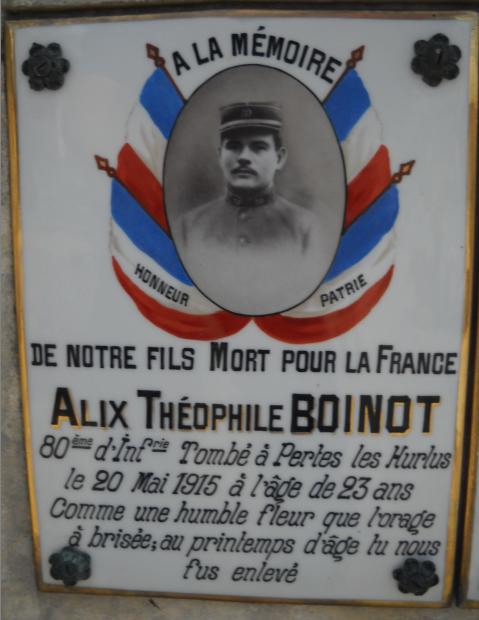 A LA MÉMOIRE
HONNEUR
PATRIE
DE NOTRE FILS MORT POUR LA FRANCE
ALIX THÉOPHILE BOINOT
80ème d'Infrie Tombé à Pertes les Hurlus
le 20 Mai 1915 à l'âge de 23 ans
Comme une humble fleur que l'orage
à brisée; au printemps d'âge tu nous
fus enlevé